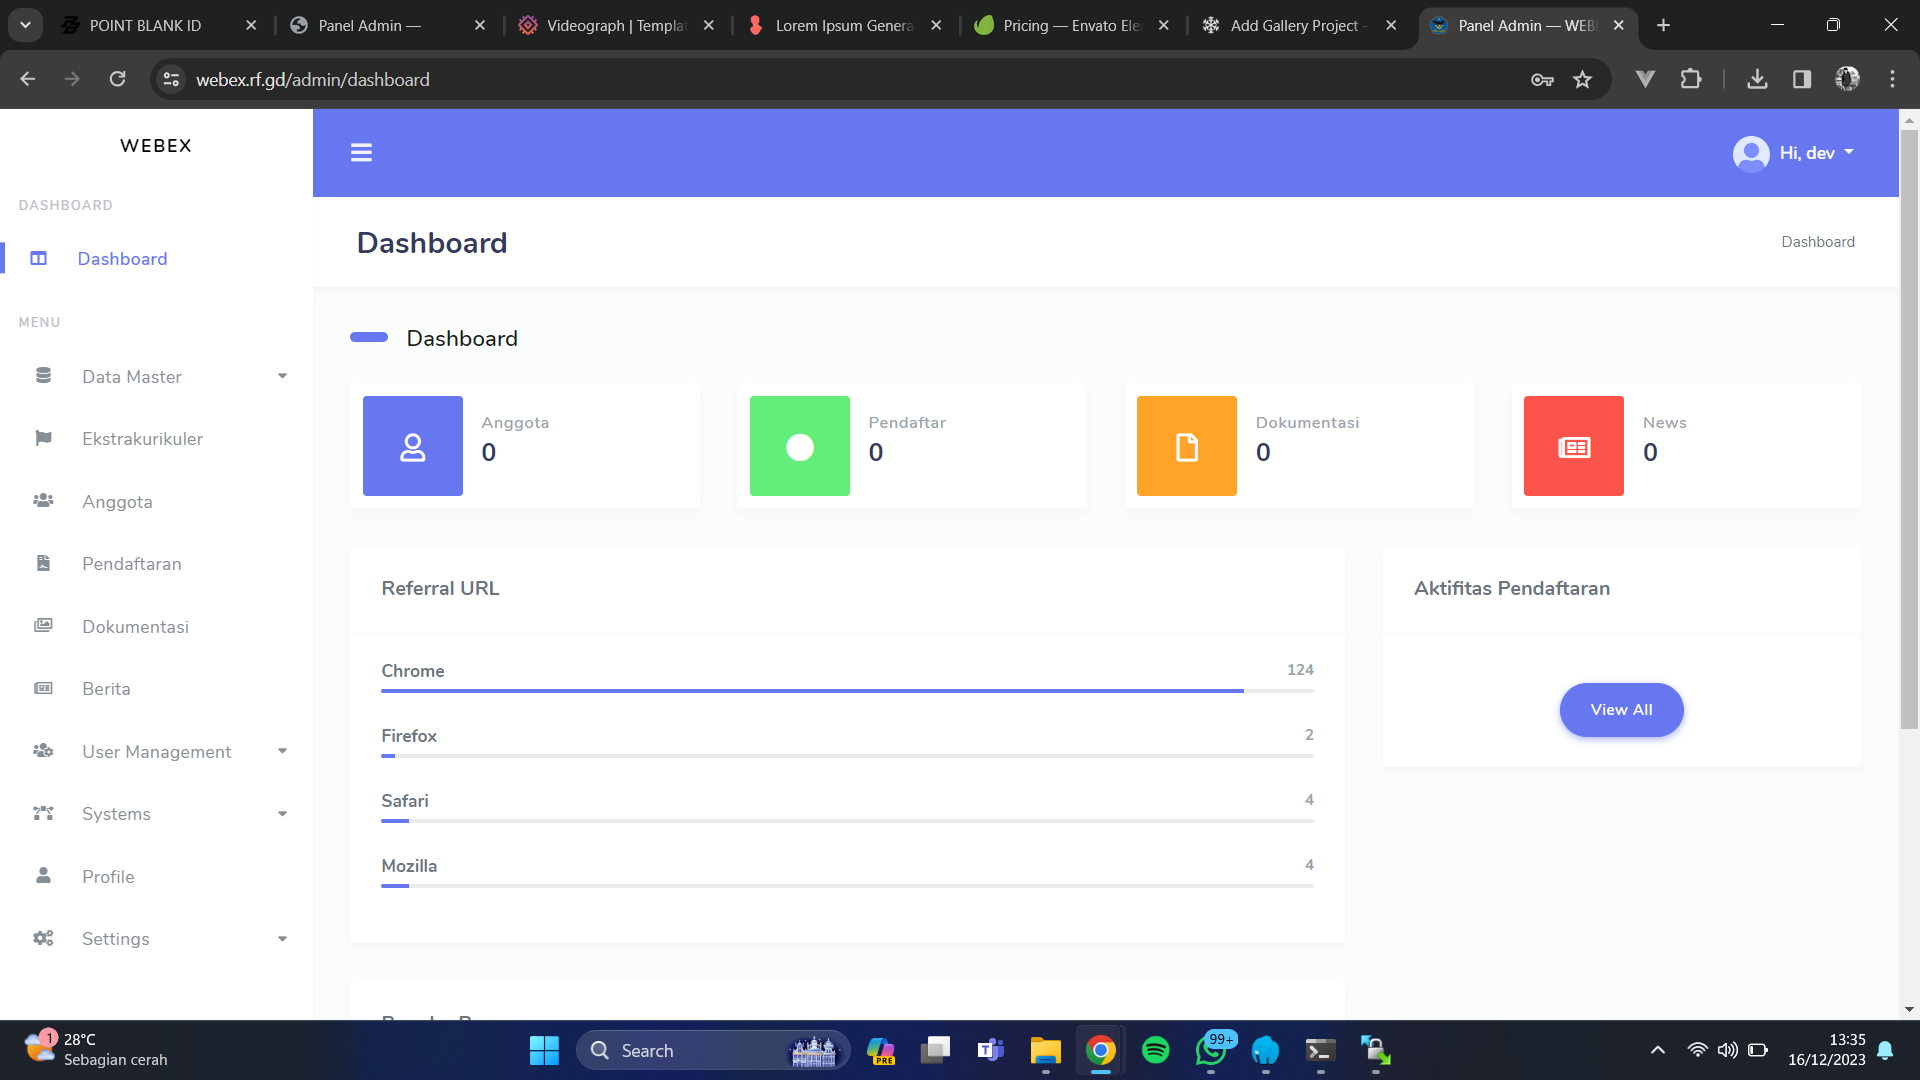 POINT BLANK ID
Panel Admin —
Videograph | Templat
Lorem Ipsum Genera
Pricing — Envato Ele
Add Gallery Project -
Panel Admin — WEB
webex.rf.gd/admin/dashboard
WEBEX
Hi, dev
DASHBOARD
Dashboard
Dashboard
Dashboard
MENU
Data Master
Ekstrakurikuler
Anggota
Pendaftaran
Dokumentasi
Berita
User Management
Systems
Profile
Settings
Dashboard
Anggota
0
Pendaftar
0
Dokumentasi
0
News
0
Referral URL
Chrome
124
Firefox
2
Safari
4
Mozilla
4
Aktifitas Pendaftaran
View All
1
28°C
Sebagian cerah
Search
PRE
99+
13:35
16/12/2023